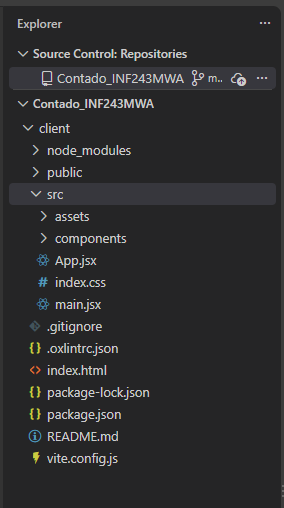 Explorer
Source Control: Repositories
Contado_INF243MWA m..
Contado_INF243MWA
client
node_modules
public
src
assets
components
App.jsx
index.css
main.jsx
.gitignore
.oxlintrc.json
index.html
package-lock.json
package.json
README.md
vite.config.js